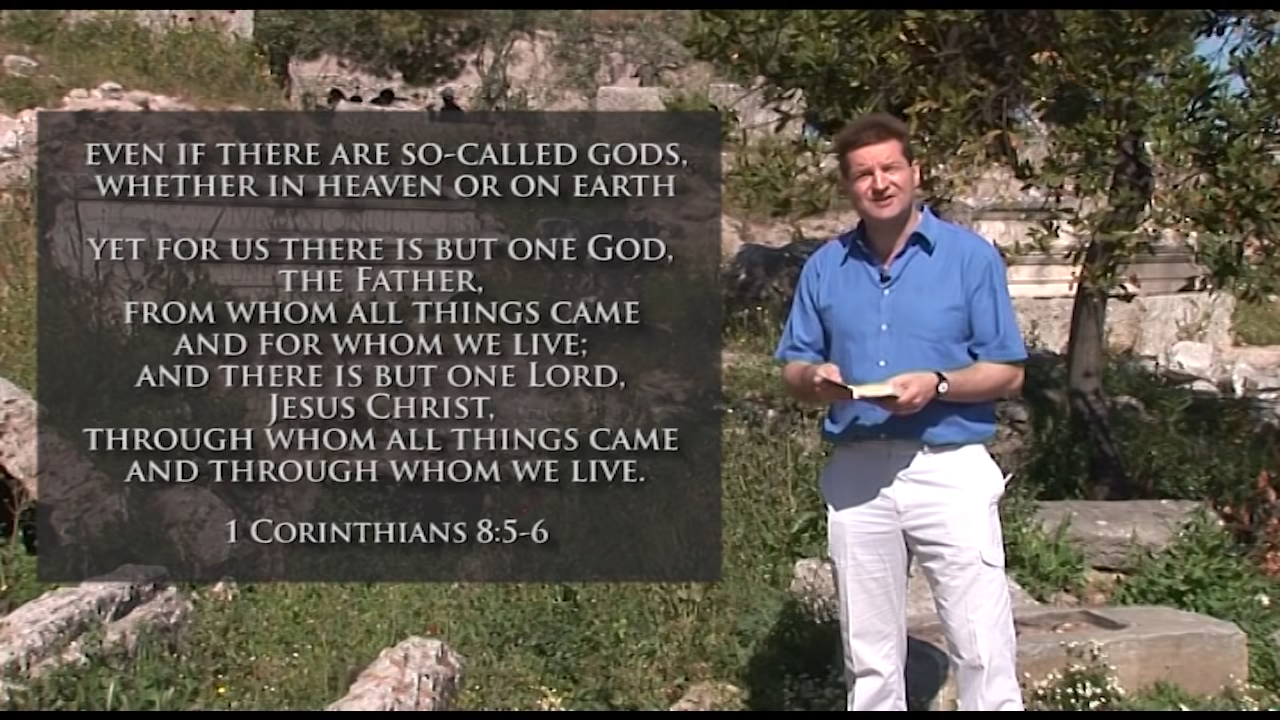 EVEN IF THERE ARE SO-CALLED GODS,
WHETHER IN HEAVEN OR ON EARTH
YET FOR US THERE IS BUT ONE GOD,
THE FATHER,
FROM WHOM ALL THINGS CAME
AND FOR WHOM WE LIVE;
AND THERE IS BUT ONE LORD,
JESUS CHRIST,
THROUGH WHOM ALL THINGS CAME
AND THROUGH WHOM WE LIVE.
1 CORINTHIANS 8:5-6